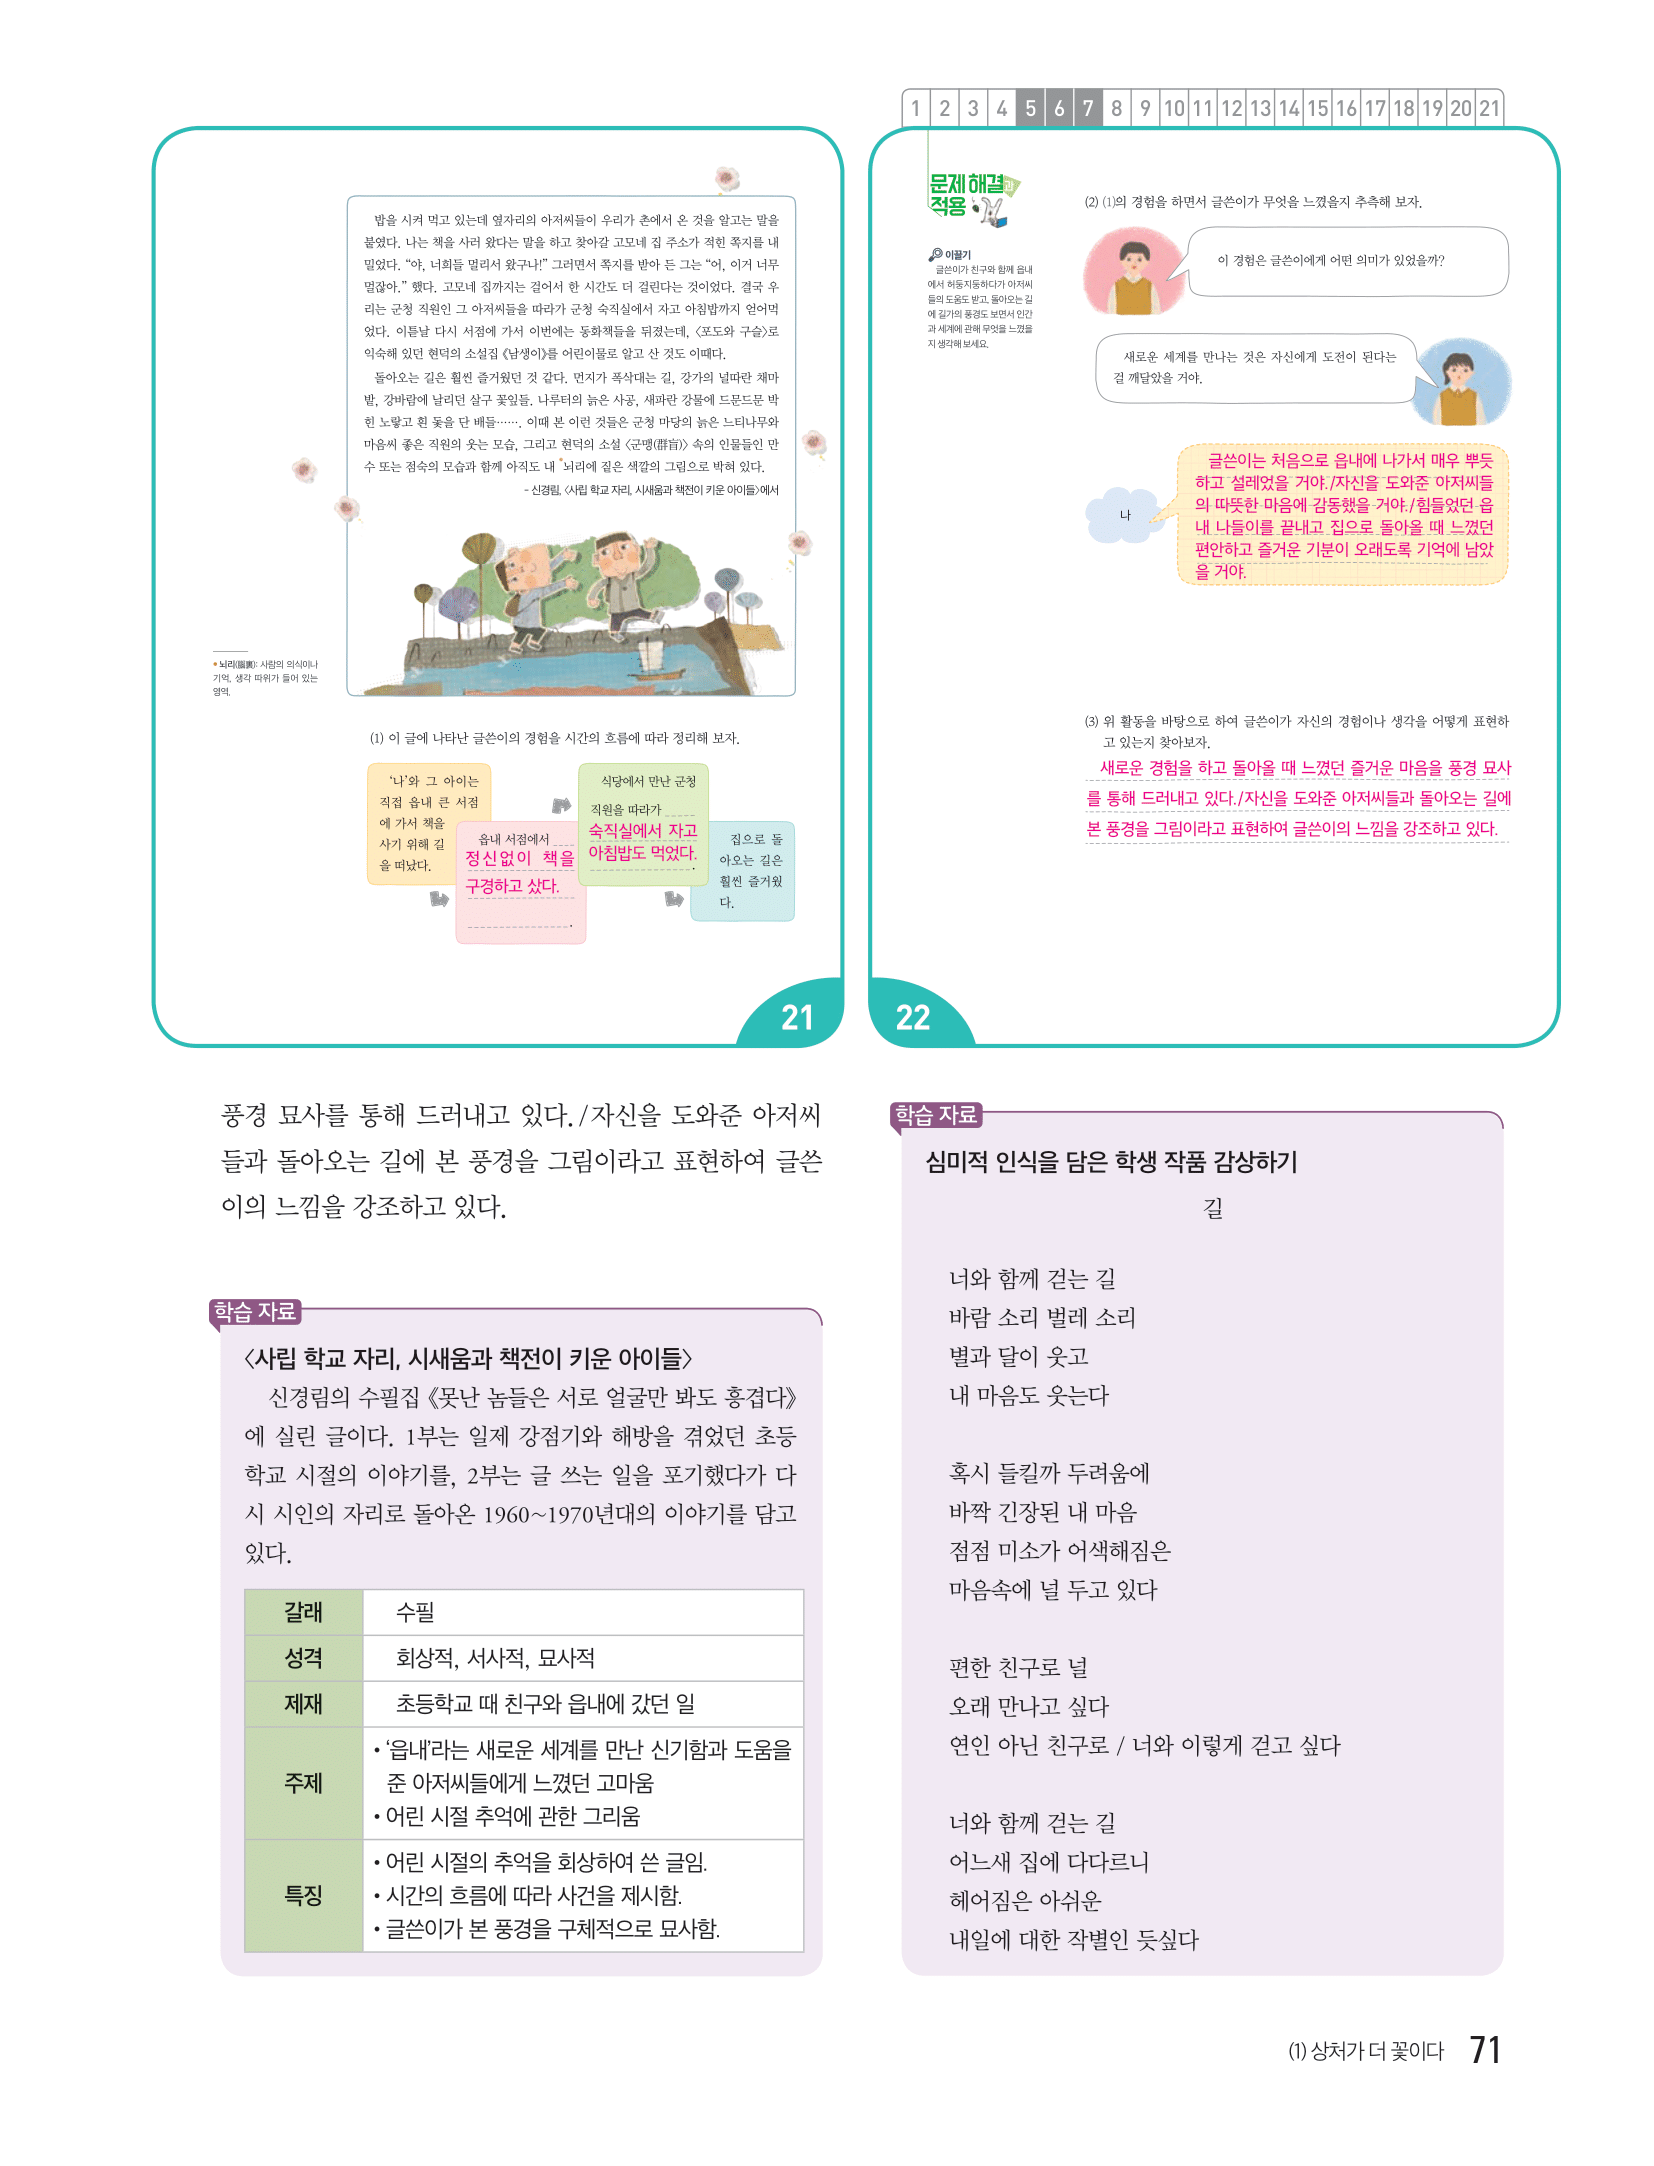 1 2 3 4 5 6 7 8 9 10 11 12 13 14 15 16 17 18 19 20 21
밥을 시켜 먹고 있는데 옆자리의 아저씨들이 우리가 촌에서 온 것을 알고는 말을
붙였다. 나는 책을 사러 왔다는 말을 하고 찾아갈 고모네 집 주소가 적힌 쪽지를 내
밀었다. “야, 너희들 멀리서 왔구나!” 그러면서 쪽지를 받아 든 그는 “어, 이거 너무
멀잖아.” 했다. 고모네 집까지는 걸어서 한 시간도 더 걸린다는 것이었다. 결국 우
리는 군청 직원인 그 아저씨들을 따라가 군청 숙직실에서 자고 아침밥까지 얻어먹
었다. 이튿날 다시 서점에 가서 이번에는 동화책들을 뒤졌는데, 〈포도와 구슬〉로
익숙해 있던 현덕의 소설집 《남생이》를 어린이물로 알고 산 것도 이때다.
돌아오는 길은 훨씬 즐거웠던 것 같다. 먼지가 폭삭대는 길, 강가의 널따란 채마
밭, 강바람에 날리던 살구 꽃잎들. 나루터의 늙은 사공, 새파란 강물에 드문드문 박
힌 노랗고 흰 돛을 단 배들……. 이때 본 이런 것들은 군청 마당의 늙은 느티나무와
마음씨 좋은 직원의 웃는 모습, 그리고 현덕의 소설 〈군맹(群盲)〉 속의 인물들인 만
수 또는 점숙의 모습과 함께 아직도 내 •뇌리에 짙은 색깔의 그림으로 박혀 있다.
- 신경림, 〈사립 학교 자리, 시새움과 책전이 키운 아이들〉에서
• 뇌리(腦裏): 사람의 의식이나
기억, 생각 따위가 들어 있는
영역.
(1) 이 글에 나타난 글쓴이의 경험을 시간의 흐름에 따라 정리해 보자.
‘나’와 그 아이는
직접 읍내 큰 서점
에 가서 책을
사기 위해 길
을 떠났다.
읍내 서점에서
정신없이 책을
구경하고 샀다.
.
식당에서 만난 군청
직원을 따라가
숙직실에서 자고
아침밥도 먹었다.
.
집으로 돌
아오는 길은
훨씬 즐거웠
다.
21
문제 해결과
적용
이끌기
글쓴이가 친구와 함께 읍내
에서 허둥지둥하다가 아저씨
들의 도움도 받고, 돌아오는 길
에 길가의 풍경도 보면서 인간
과 세계에 관해 무엇을 느꼈을
지 생각해 보세요.
(2) (1)의 경험을 하면서 글쓴이가 무엇을 느꼈을지 추측해 보자.
이 경험은 글쓴이에게 어떤 의미가 있었을까?
새로운 세계를 만나는 것은 자신에게 도전이 된다는
걸 깨달았을 거야.
나
글쓴이는 처음으로 읍내에 나가서 매우 뿌듯
하고 설레었을 거야./자신을 도와준 아저씨들
의 따뜻한 마음에 감동했을 거야./힘들었던 읍
내 나들이를 끝내고 집으로 돌아올 때 느꼈던
편안하고 즐거운 기분이 오래도록 기억에 남았
을 거야.
(3) 위 활동을 바탕으로 하여 글쓴이가 자신의 경험이나 생각을 어떻게 표현하
고 있는지 찾아보자.
새로운 경험을 하고 돌아올 때 느꼈던 즐거운 마음을 풍경 묘사
를 통해 드러내고 있다./자신을 도와준 아저씨들과 돌아오는 길에
본 풍경을 그림이라고 표현하여 글쓴이의 느낌을 강조하고 있다.
22
풍경 묘사를 통해 드러내고 있다./자신을 도와준 아저씨
들과 돌아오는 길에 본 풍경을 그림이라고 표현하여 글쓴
이의 느낌을 강조하고 있다.
학습 자료
〈사립 학교 자리, 시새움과 책전이 키운 아이들〉
신경림의 수필집 《못난 놈들은 서로 얼굴만 봐도 흥겹다》
에 실린 글이다. 1부는 일제 강점기와 해방을 겪었던 초등
학교 시절의 이야기를, 2부는 글 쓰는 일을 포기했다가 다
시 시인의 자리로 돌아온 1960~1970년대의 이야기를 담고
있다.
갈래 수필
성격 회상적, 서사적, 묘사적
제재 초등학교 때 친구와 읍내에 갔던 일
주제
• ‘읍내’라는 새로운 세계를 만난 신기함과 도움을
준 아저씨들에게 느꼈던 고마움
• 어린 시절 추억에 관한 그리움
특징
• 어린 시절의 추억을 회상하여 쓴 글임.
• 시간의 흐름에 따라 사건을 제시함.
• 글쓴이가 본 풍경을 구체적으로 묘사함.
학습 자료
심미적 인식을 담은 학생 작품 감상하기
길
너와 함께 걷는 길
바람 소리 벌레 소리
별과 달이 웃고
내 마음도 웃는다
혹시 들킬까 두려움에
바짝 긴장된 내 마음
점점 미소가 어색해짐은
마음속에 널 두고 있다
편한 친구로 널
오래 만나고 싶다
연인 아닌 친구로 / 너와 이렇게 걷고 싶다
너와 함께 걷는 길
어느새 집에 다다르니
헤어짐은 아쉬운
내일에 대한 작별인 듯싶다
(1) 상처가 더 꽃이다 71